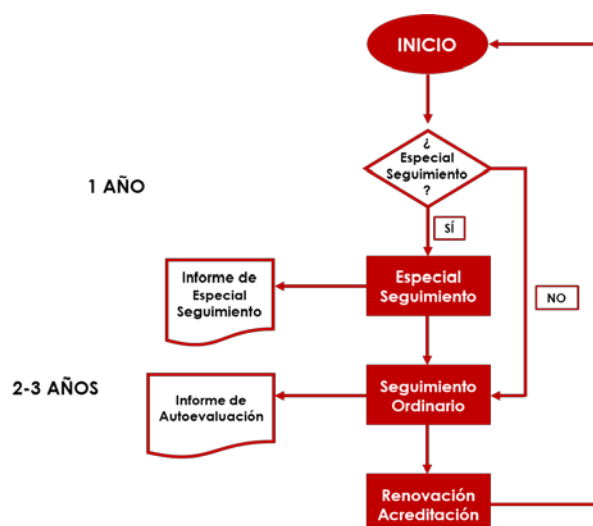 INICIO
¿
Especial
Seguimiento
?
1 AÑO
SÍ
Informe de
Especial
Seguimiento
Especial
Seguimiento
NO
2-3 AÑOS
Informe de
Autoevaluación
Seguimiento
Ordinario
Renovación
Acreditación